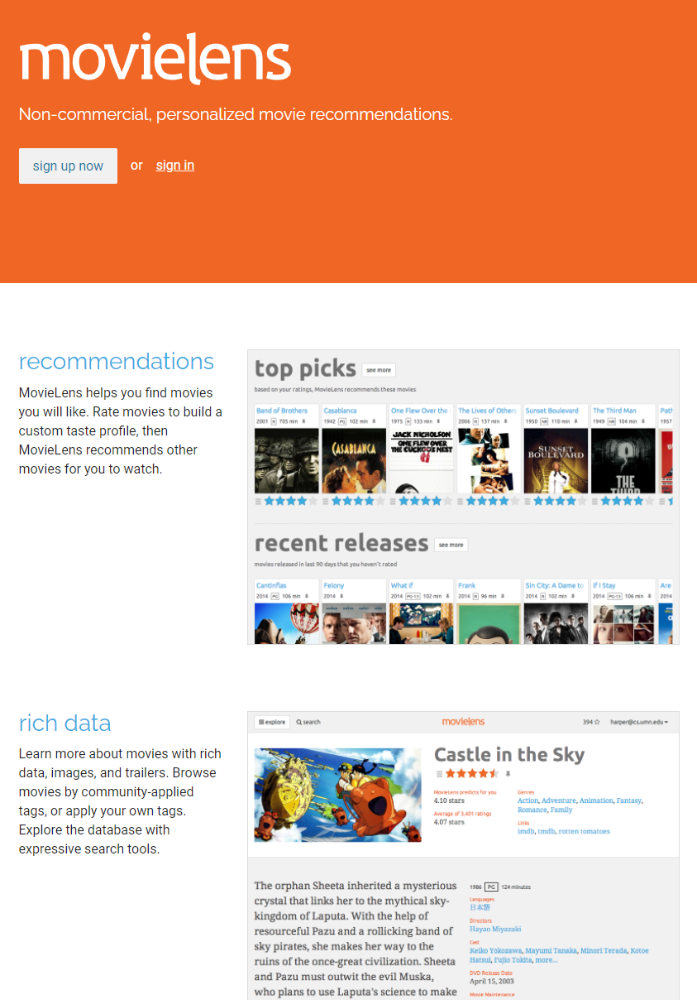 movielens
Non-commercial, personalized movie recommendations.
sign up now or sign in
recommendations
MovieLens helps you find movies
you will like. Rate movies to build a
custom taste profile, then
MovieLens recommends other
movies for you to watch.
top picks see more
based on your ratings, MovieLens recommends these movies
Band of Brothers Casablanca One Flew Over the The Lives of Others Sunset Boulevard The Third Man Path
2001 R 705 min 1942 PG 102 min 1975 R 133 min 2006 R 137 min 1950 NR 110 min 1949 NR 104 min 1957
CASABLANCA
JACK NICHOLSON
ONE FLEW OVER
THE CUCKOO'S NEST
SUNSET
BOULEVARD
THE
THIRD
recent releases see more
movies released in last 90 days that you haven't rated
Cantinflas Felony What If Frank Sin City: A Dame to If I Stay Are
2014 PG 106 min 2014 2014 PG-13 102 min 2014 R 96 min 2014 R 102 min 2014 PG-13 106 min 2014
rich data
Learn more about movies with rich
data, images, and trailers. Browse
movies by community-applied
tags, or apply your own tags.
Explore the database with
expressive search tools.
explore search movielens 394 harper@cs.umn.edu
Castle in the Sky
MovieLens predicts for you
4.10 stars
Average of 3,401 ratings
4.07 stars
Genres
Action, Adventure, Animation, Fantasy,
Romance, Family
Links
imdb, tmdb, rotten tomatoes
The orphan Sheeta inherited a mysterious
crystal that links her to the mythical sky-
kingdom of Laputa. With the help of
resourceful Pazu and a rollicking band of
sky pirates, she makes her way to the
ruins of the once-great civilization. Sheeta
and Pazu must outwit the evil Muska,
who plans to use Laputa's science to make
1986 PG 124 minutes
Languages
日本語
Directors
Hayao Miyazaki
Cast
Keiko Yokozawa, Mayumi Tanaka, Minori Terada, Kotoe
Hatsui, Fujio Tokita, more...
DVD Release Date
April 15, 2003
Movie Maintenance